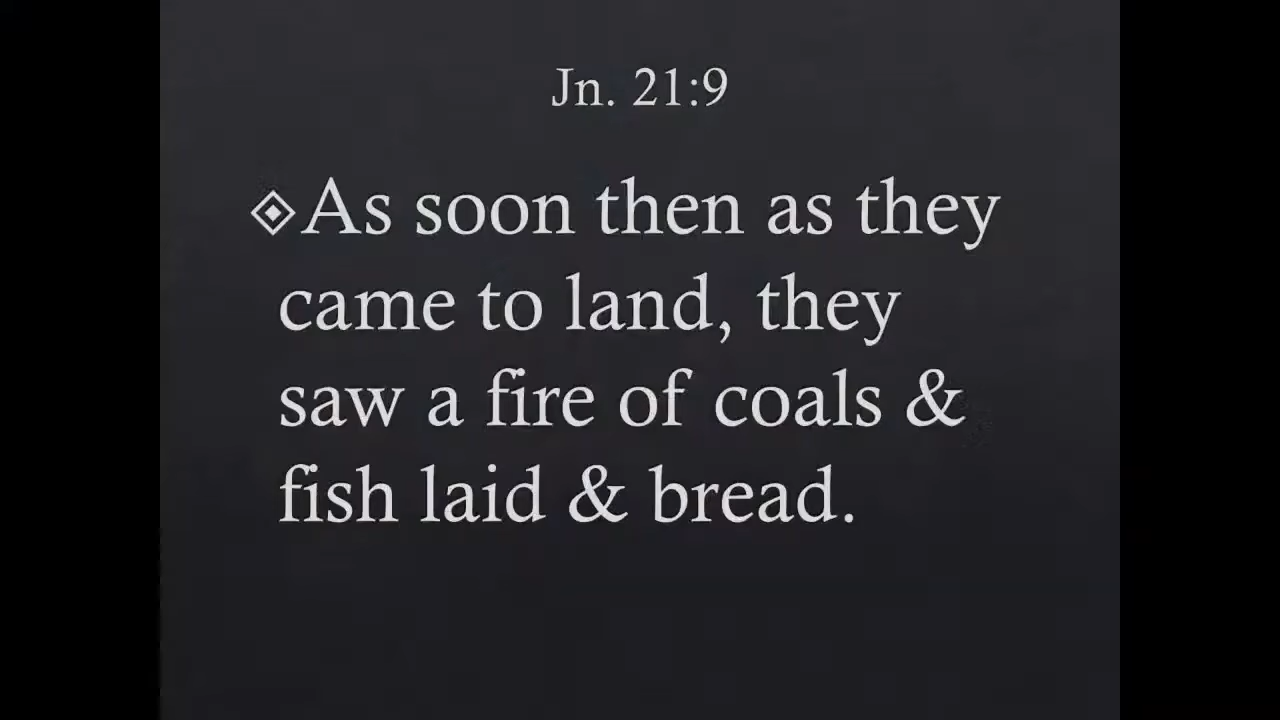 Jn. 21:9
As soon then as they
came to land, they
saw a fire of coals &
fish laid & bread.